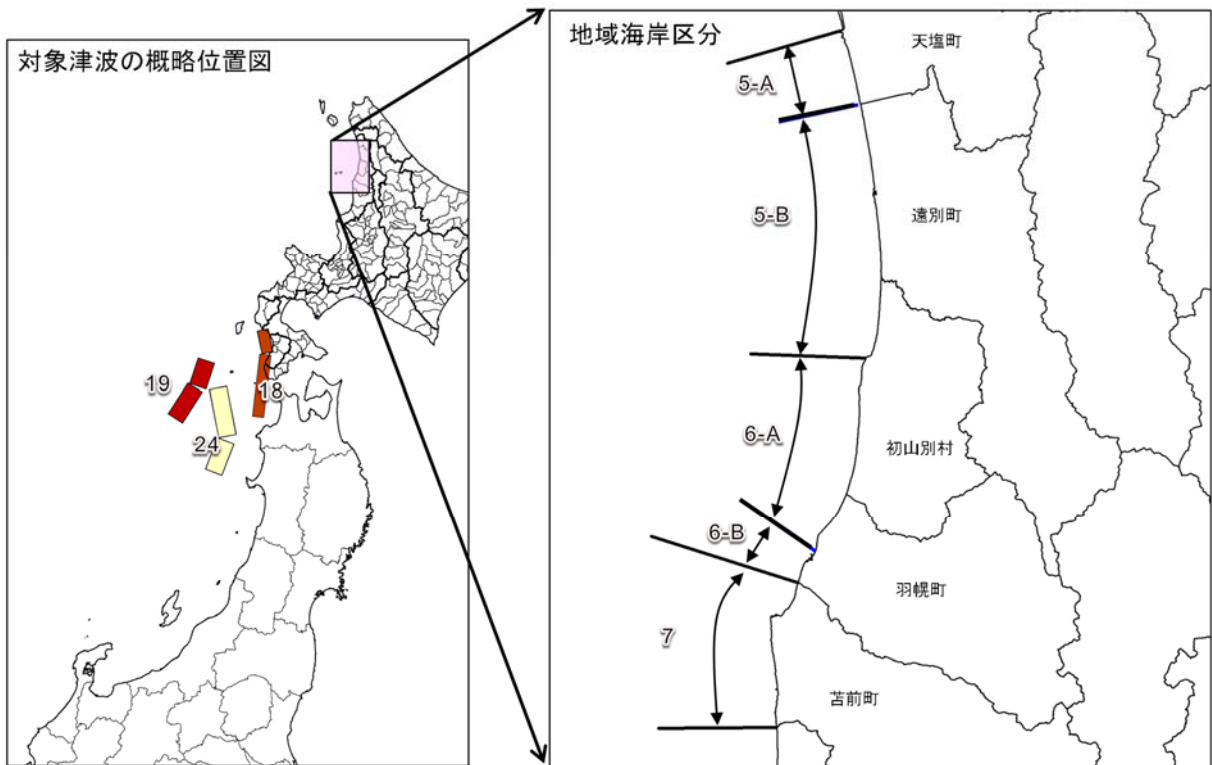 対象津波の概略位置図
19
18
24
地域海岸区分
天塩町
5-A
5-B
遠別町
6-A
初山別村
6-B
羽幌町
7
苫前町